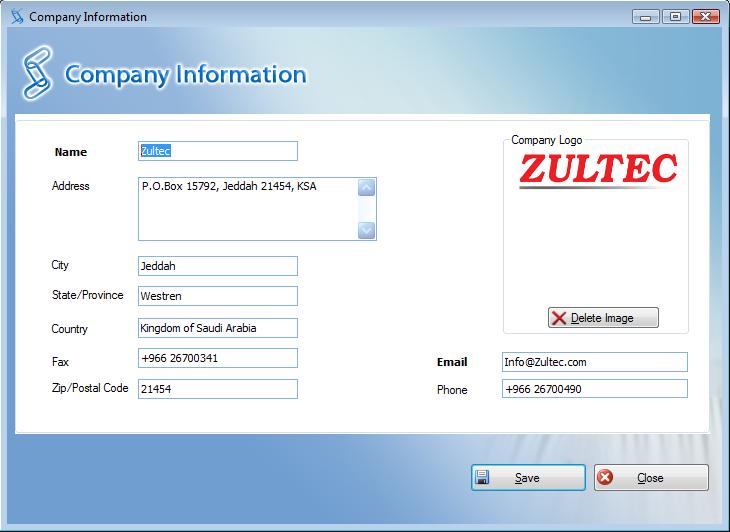 Company Information
Company Information
Name
Zultec
Address
P.O.Box 15792, Jeddah 21454, KSA
City
Jeddah
State/Province
Westren
Country
Kingdom of Saudi Arabia
Fax
+966 26700341
Zip/Postal Code
21454
Company Logo
ZULTEC
Delete Image
Email
Info@Zultec.com
Phone
+966 26700490
Save
Close